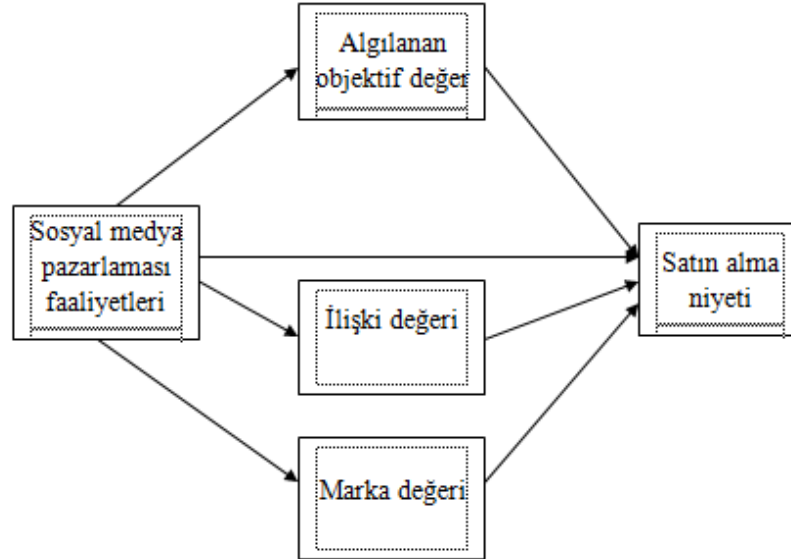 Algılanan
objektif değer
Sosyal medya
pazarlaması
faaliyetleri
Satın alma
niyeti
İlişki değeri
Marka değeri